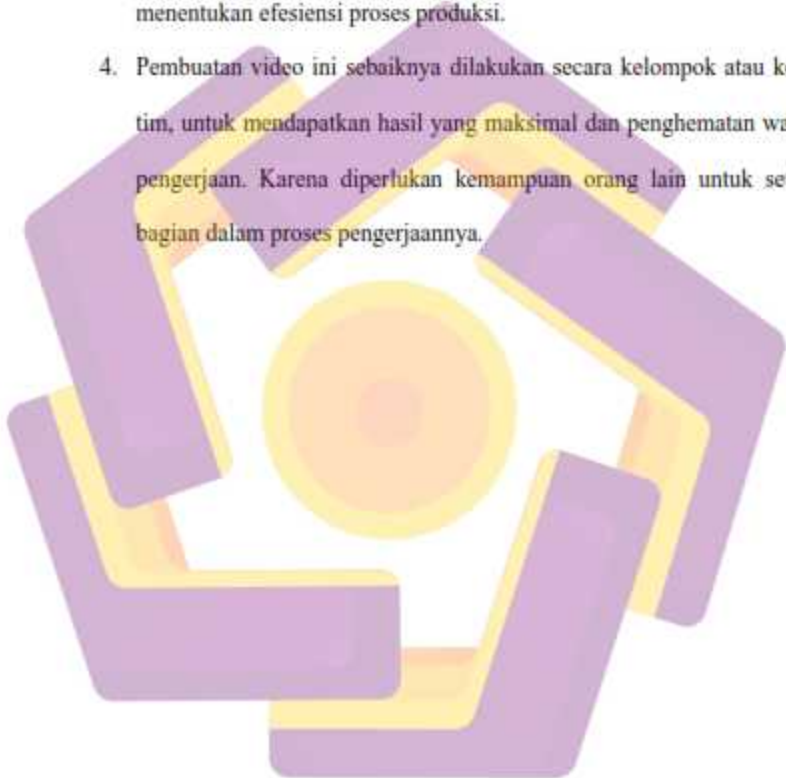 menentukan efesiensi proses produksi.
4. Pembuatan video ini sebaiknya dilakukan secara kelompok atau
tim, untuk mendapatkan hasil yang maksimal dan penghematan
pengerjaan. Karena diperlukan kemampuan orang lain untuk
bagian dalam proses pengerjaannya.